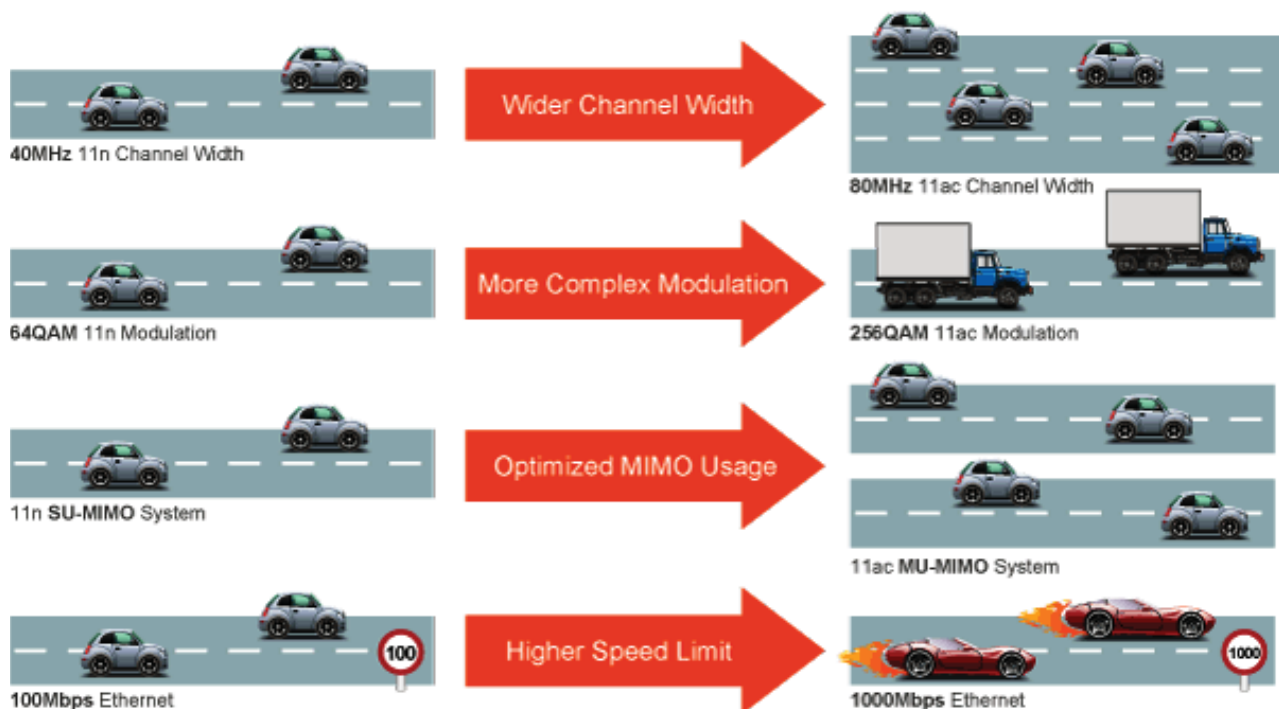 Wider Channel Width
40MHz 11n Channel Width
80MHz 11ac Channel Width
More Complex Modulation
64QAM 11n Modulation
256QAM 11ac Modulation
Optimized MIMO Usage
11n SU-MIMO System
11ac MU-MIMO System
Higher Speed Limit
100
1000
100Mbps Ethernet
1000Mbps Ethernet